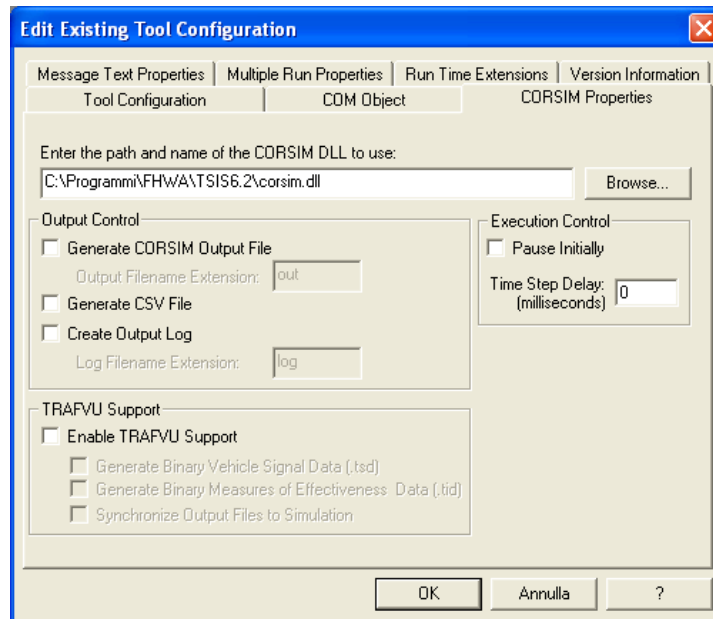 Edit Existing Tool Configuration
Message Text Properties Multiple Run Properties Run Time Extensions Version Information
Tool Configuration COM Object CORSIM Properties
Enter the path and name of the CORSIM DLL to use:
C:\Programmi\FHWA\TSIS6.2\corsim.dll Browse...
Output Control
Generate CORSIM Output File
Output Filename Extension: out
Generate CSV File
Create Output Log
Log Filename Extension: log
Execution Control
Pause Initially
Time Step Delay: 0
(milliseconds)
TRAFVU Support
Enable TRAFVU Support
Generate Binary Vehicle Signal Data (.tsd)
Generate Binary Measures of Effectiveness Data (.tid)
Synchronize Output Files to Simulation
OK Annulla ?